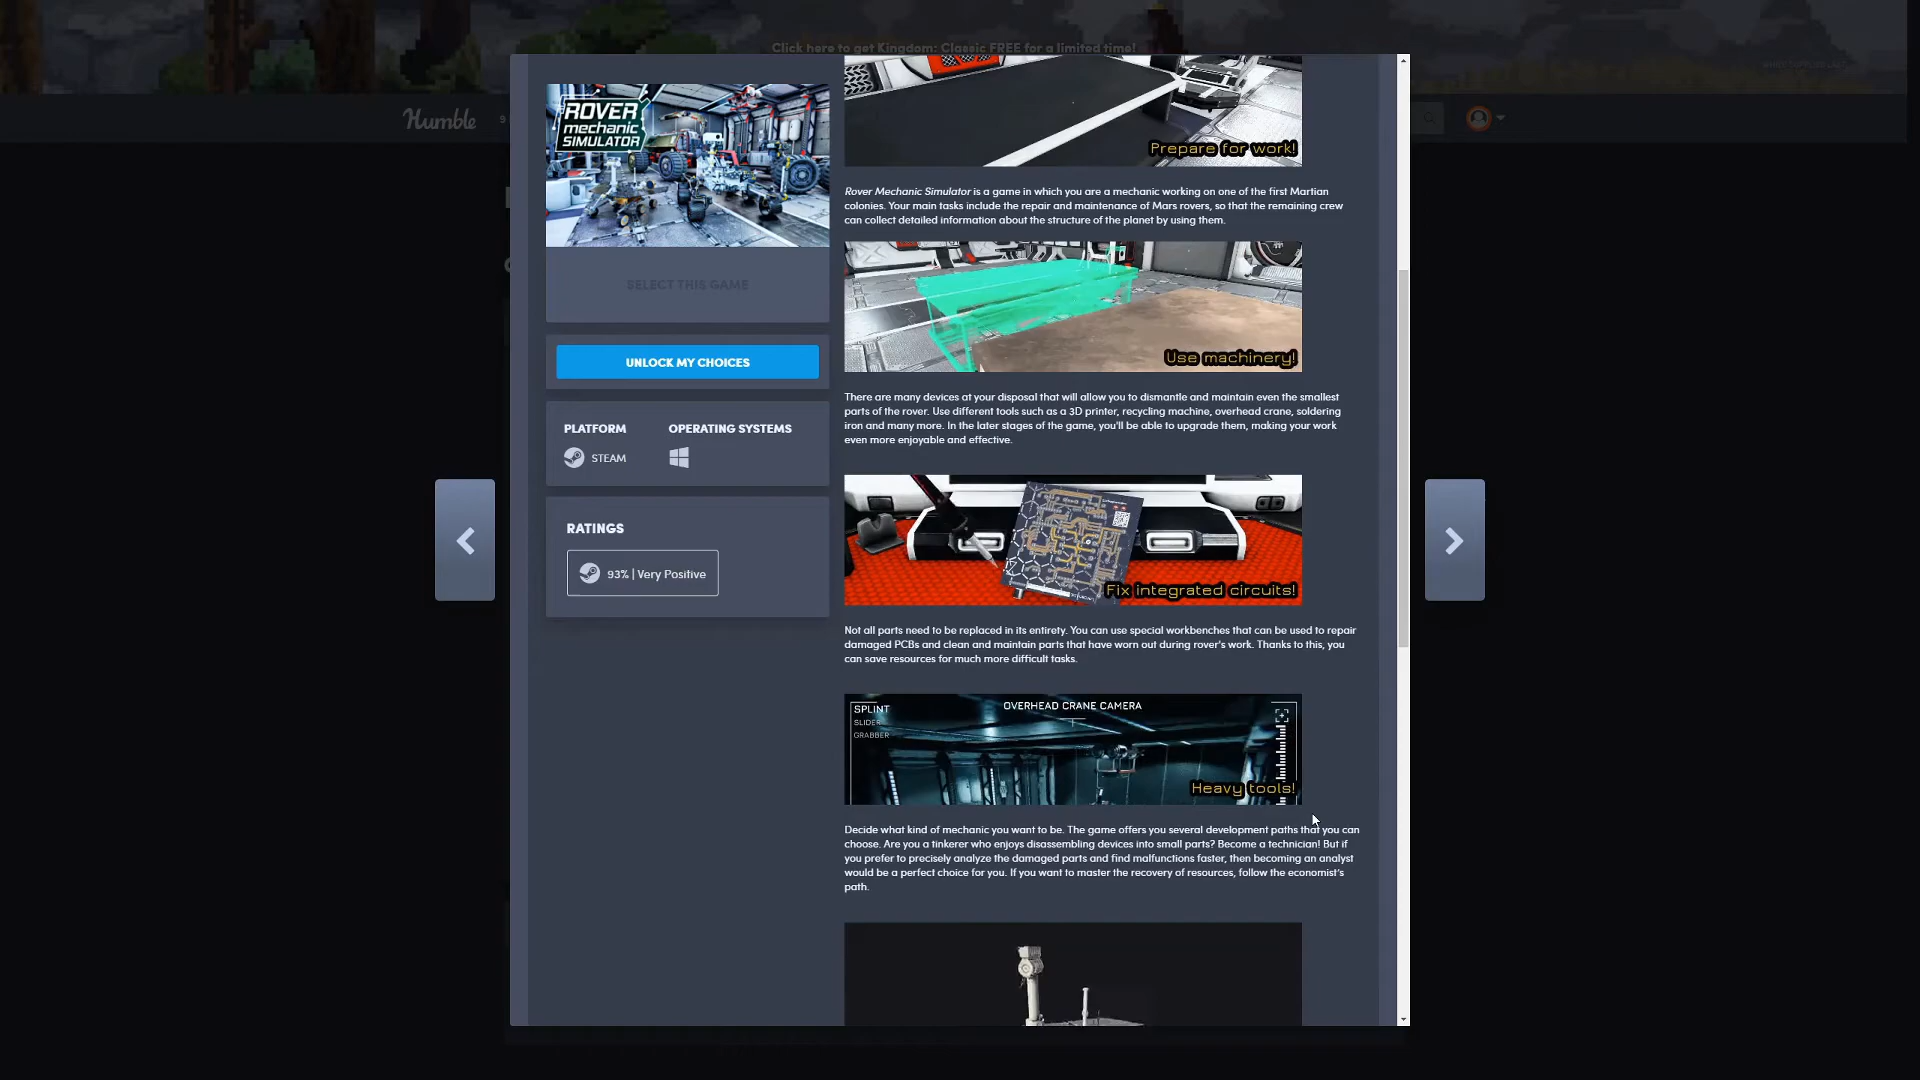 Click here to get Kingdom: Classic FREE for a limited time!
Humble
9
ROVER
mechanic
SIMULATOR
SELECT THIS GAME
UNLOCK MY CHOICES
PLATFORM
OPERATING SYSTEMS
STEAM
RATINGS
93% | Very Positive
Prepare for work!
Rover Mechanic Simulator is a game in which you are a mechanic working on one of the first Martian
colonies. Your main tasks include the repair and maintenance of Mars rovers, so that the remaining crew
can collect detailed information about the structure of the planet by using them.
Use machinery!
There are many devices at your disposal that will allow you to dismantle and maintain even the smallest
parts of the rover. Use different tools such as a 3D printer, recycling machine, overhead crane, soldering
iron and many more. In the later stages of the game, you'll be able to upgrade them, making your work
even more enjoyable and effective.
Fix integrated circuits!
Not all parts need to be replaced in its entirety. You can use special workbenches that can be used to repair
damaged PCBs and clean and maintain parts that have worn out during rover's work. Thanks to this, you
can save resources for much more difficult tasks.
SPLINT
SLIDER
GRABBER
OVERHEAD CRANE CAMERA
Heavy tools!
Decide what kind of mechanic you want to be. The game offers you several development paths that you can
choose. Are you a tinkerer who enjoys disassembling devices into small parts? Become a technician! But if
you prefer to precisely analyze the damaged parts and find malfunctions faster, then becoming an analyst
would be a perfect choice for you. If you want to master the recovery of resources, follow the economist's
path.